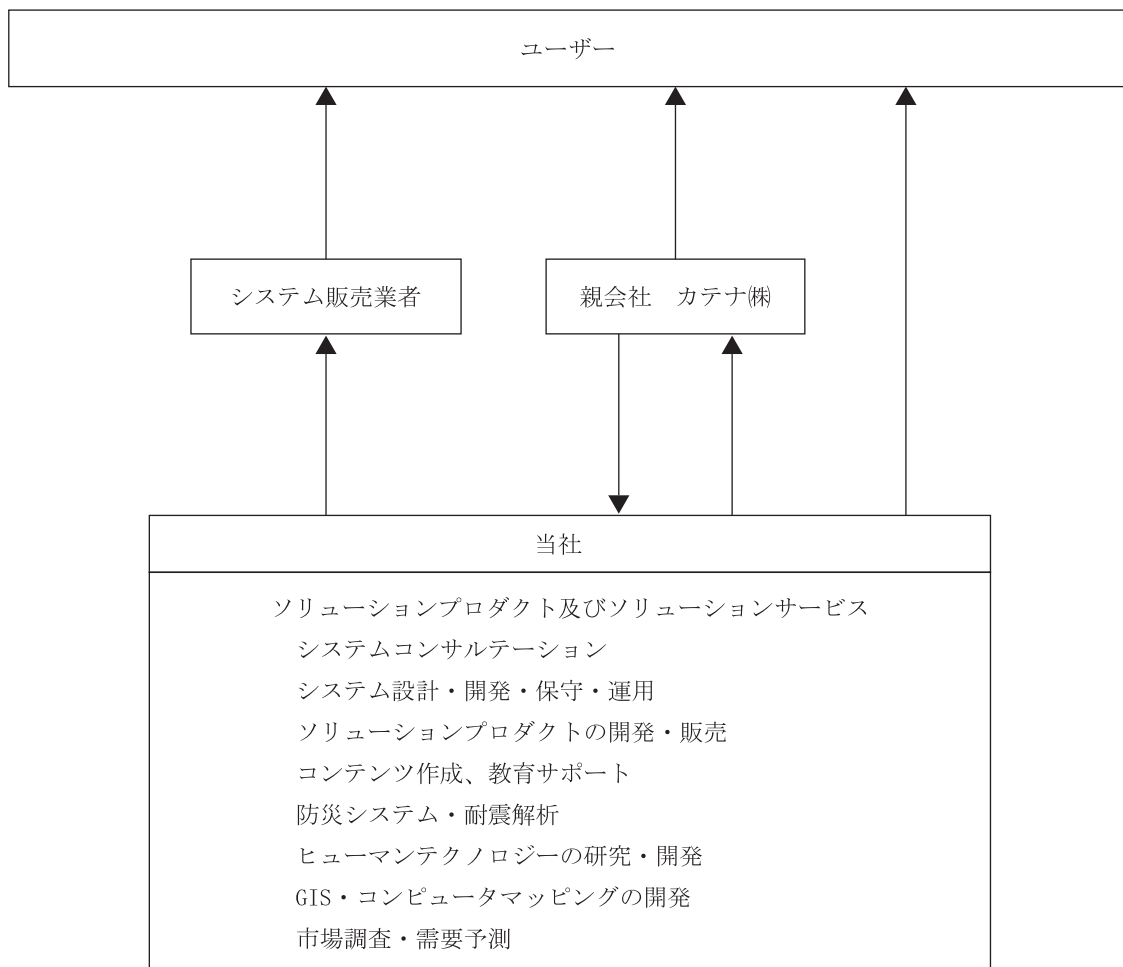 ユーザー
システム販売業者
親会社　カテナ㈱
当社
ソリューションプロダクト及びソリューションサービス
システムコンサルテーション
システム設計・開発・保守・運用
ソリューションプロダクトの開発・販売
コンテンツ作成、教育サポート
防災システム・耐震解析
ヒューマンテクノロジーの研究・開発
GIS・コンピュータマッピングの開発
市場調査・需要予測